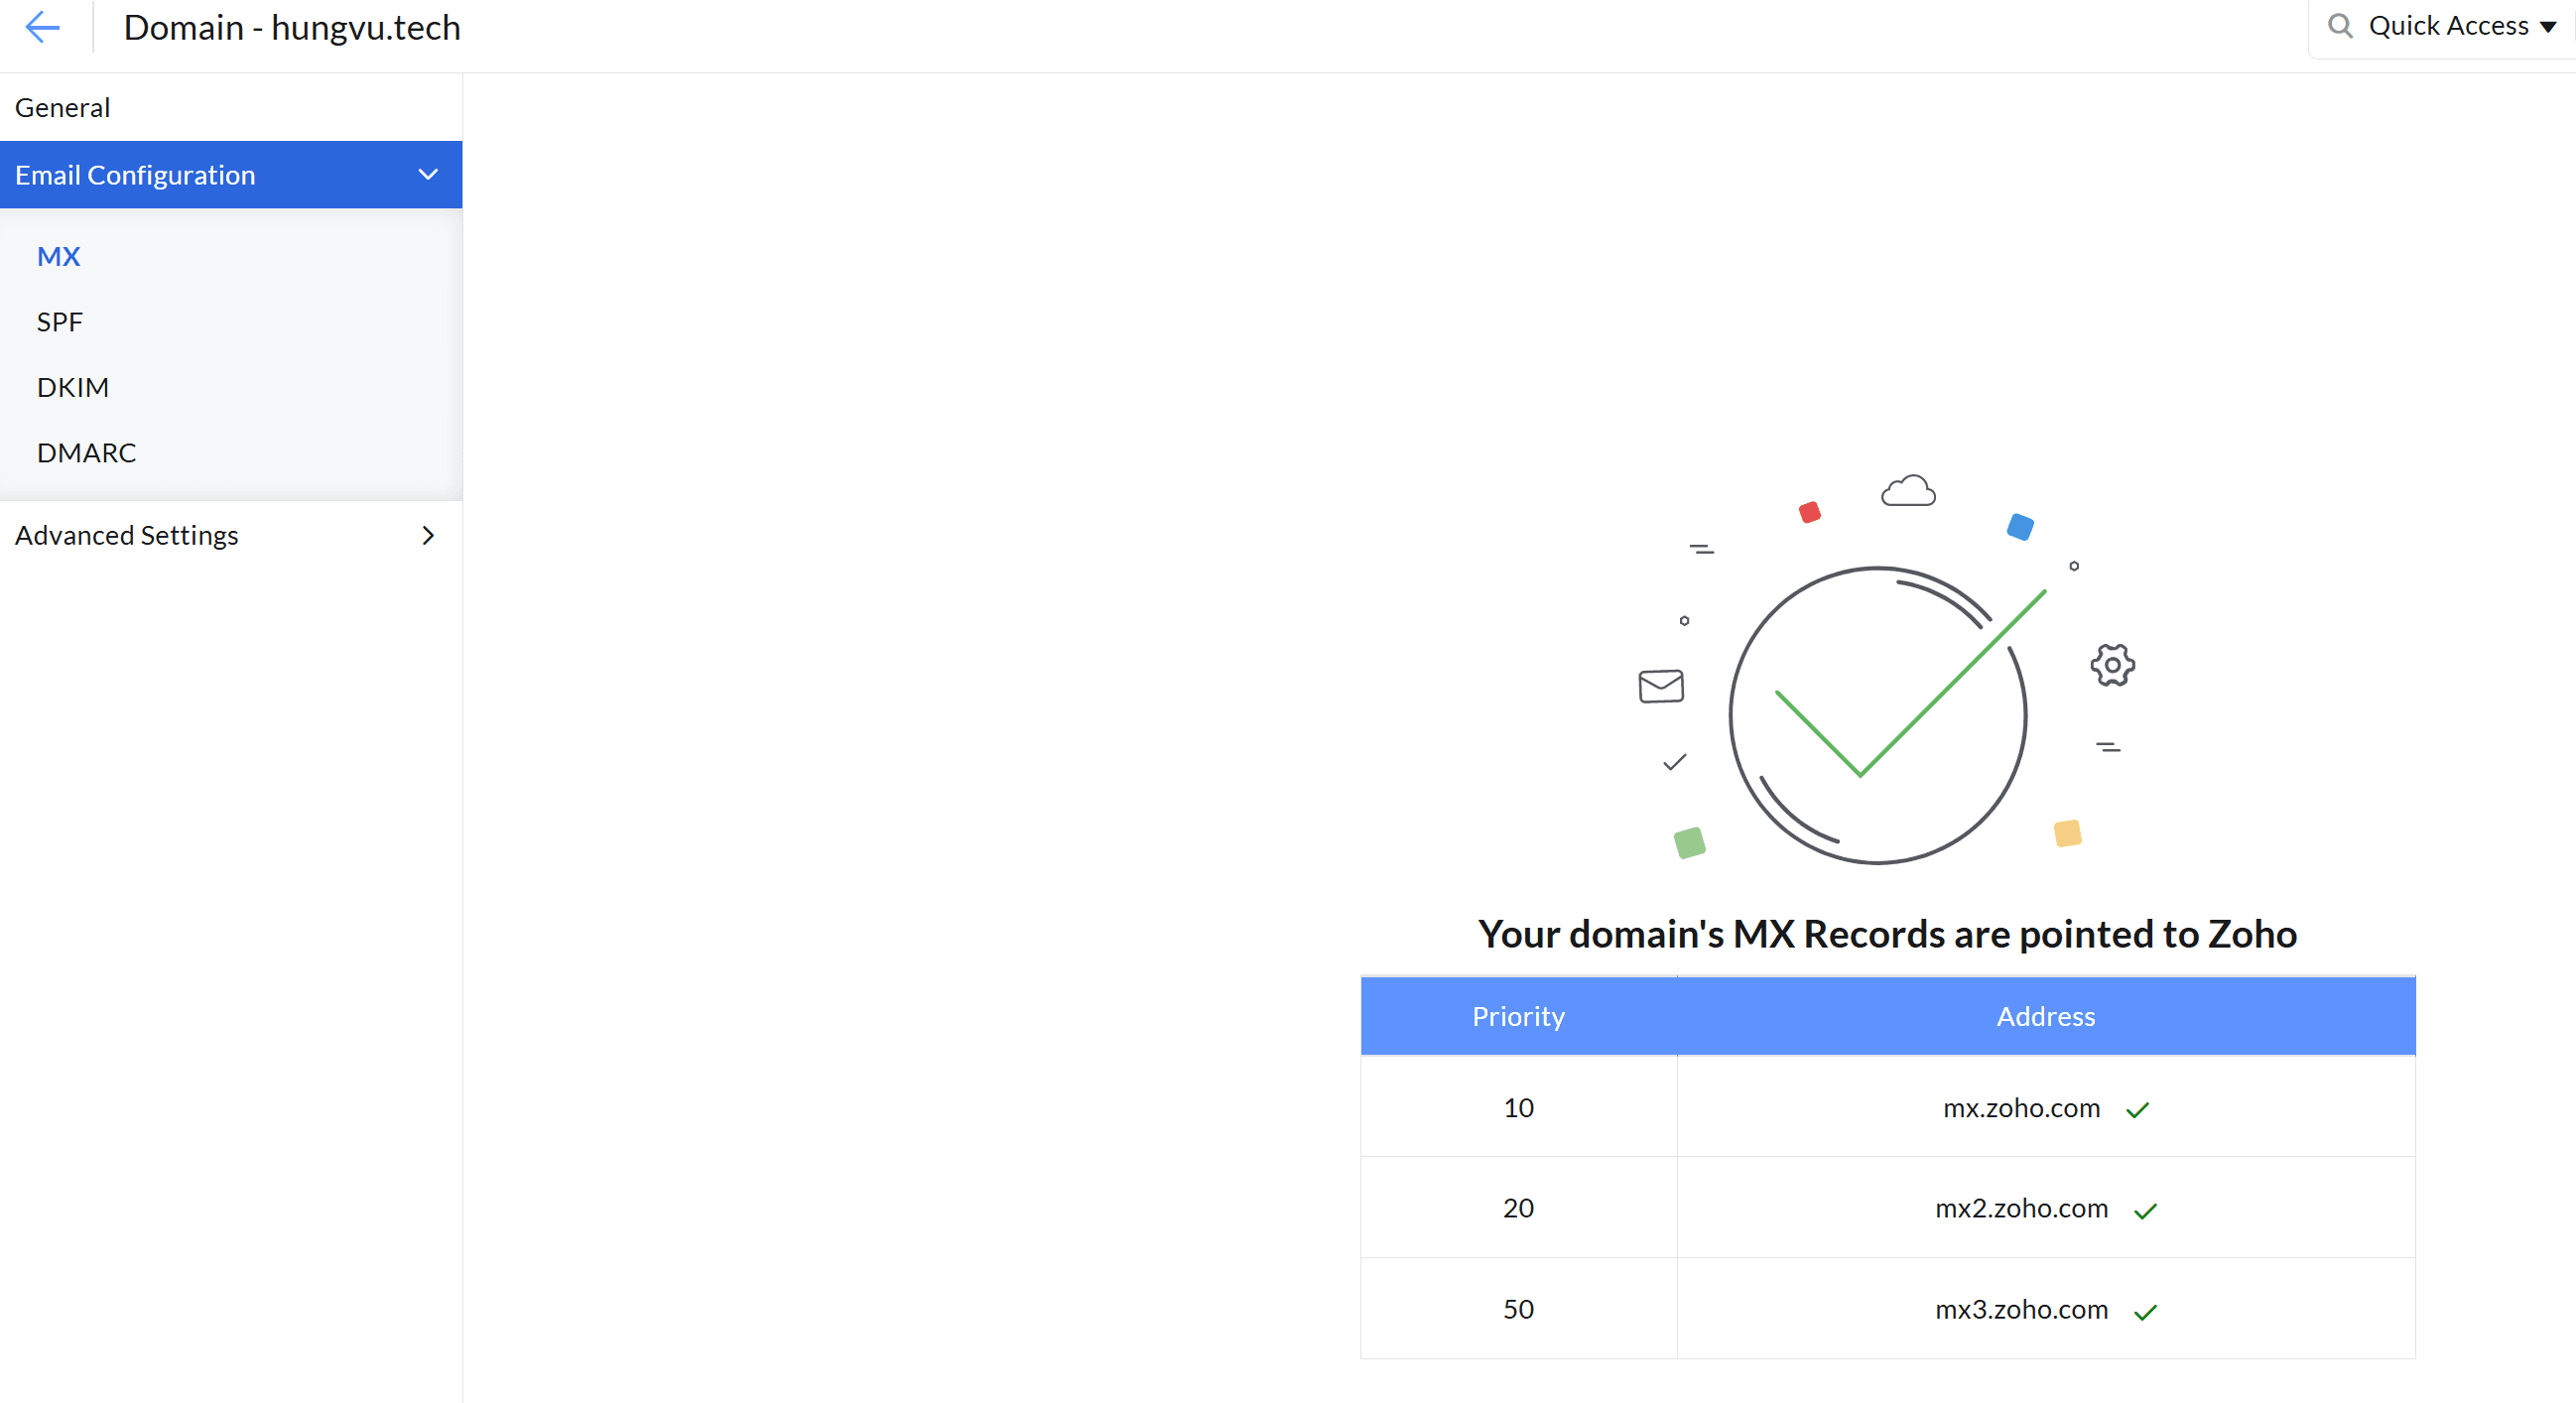 Domain - hungvu.tech
Quick Access
General
Email Configuration
MX
SPF
DKIM
DMARC
Advanced Settings
Your domain's MX Records are pointed to Zoho
Priority Address
10 mx.zoho.com
20 mx2.zoho.com
50 mx3.zoho.com